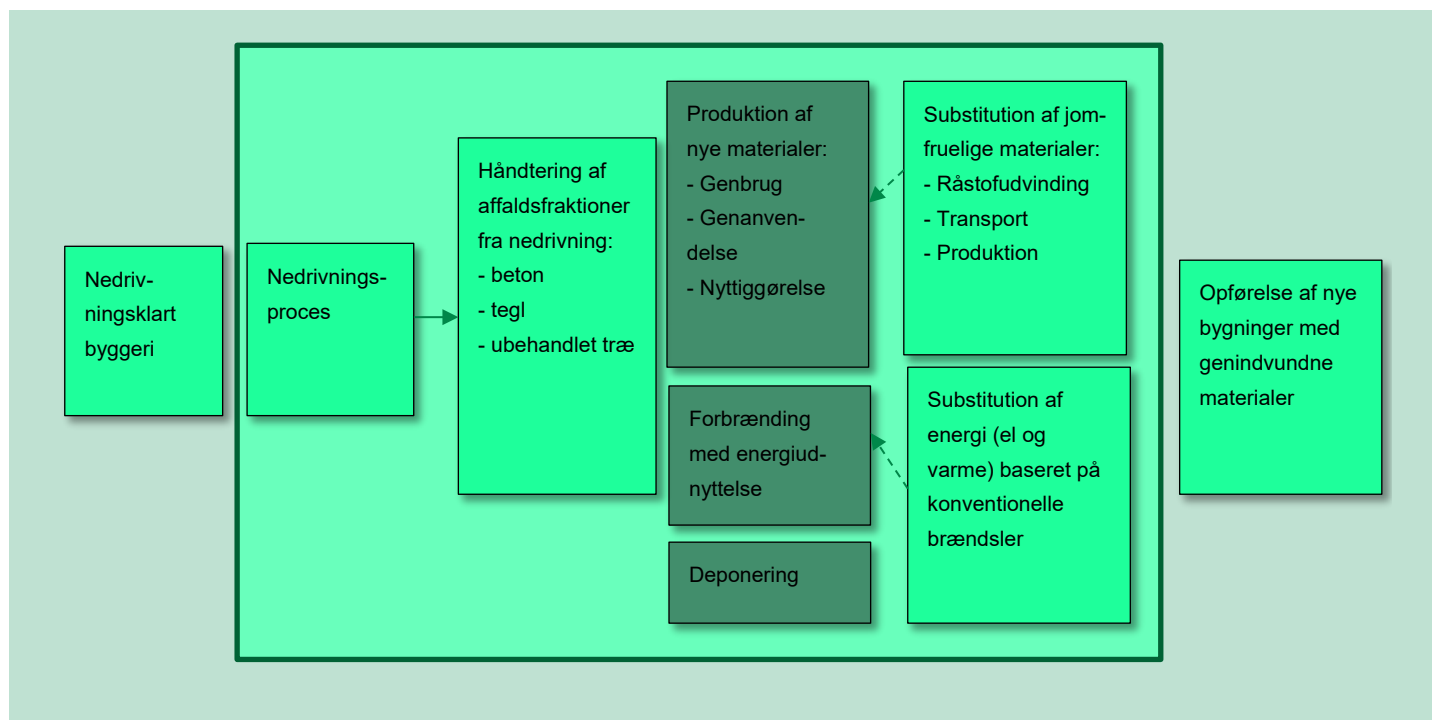 Nedriv-
ningsklart
byggeri
Nedrivnings-
proces
Håndtering af
affaldsfraktioner
fra nedrivning:
- beton
- tegl
- ubehandlet træ
Produktion af
nye materialer:
- Genbrug
- Genanven-
delse
- Nyttiggørelse
Forbrænding
med energiud-
nyttelse
Deponering
Substitution af jom-
fruelige materialer:
- Råstofudvinding
- Transport
- Produktion
Substitution af
energi (el og
varme) baseret på
konventionelle
brændsler
Opførelse af nye
bygninger med
genindvundne
materialer